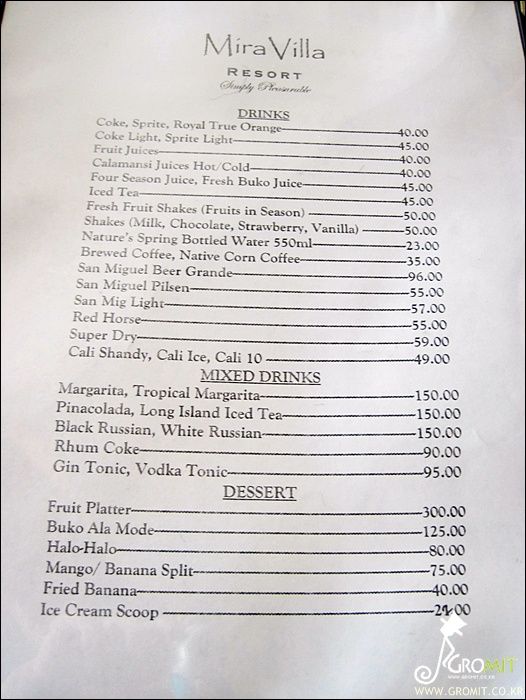 Mira Villa
RESORT
Simply Pleasurable
DRINKS
Coke, Sprite, Royal True Orange 40.00
Coke Light, Sprite Light 45.00
Fruit Juices 40.00
Calamansi Juices Hot/Cold 40.00
Four Season Juice, Fresh Buko Juice 45.00
Iced Tea 45.00
Fresh Fruit Shakes (Fruits in Season) 50.00
Shakes (Milk, Chocolate, Strawberry, Vanilla) 50.00
Nature's Spring Bottled Water 550ml 23.00
Brewed Coffee, Native Corn Coffee 35.00
San Miguel Beer Grande 96.00
San Miguel Pilsen 55.00
San Mig Light 57.00
Red Horse 55.00
Super Dry 59.00
Cali Shandy, Cali Ice, Cali 10 49.00
MIXED DRINKS
Margarita, Tropical Margarita 150.00
Pinacolada, Long Island Iced Tea 150.00
Black Russian, White Russian 150.00
Rhum Coke 90.00
Gin Tonic, Vodka Tonic 95.00
DESSERT
Fruit Platter 300.00
Buko Ala Mode 125.00
Halo-Halo 80.00
Mango/ Banana Split 75.00
Fried Banana 40.00
Ice Cream Scoop
GROMIT
WWW.GROMIT.CO.KR
WWW.GROMIT.CO.KR